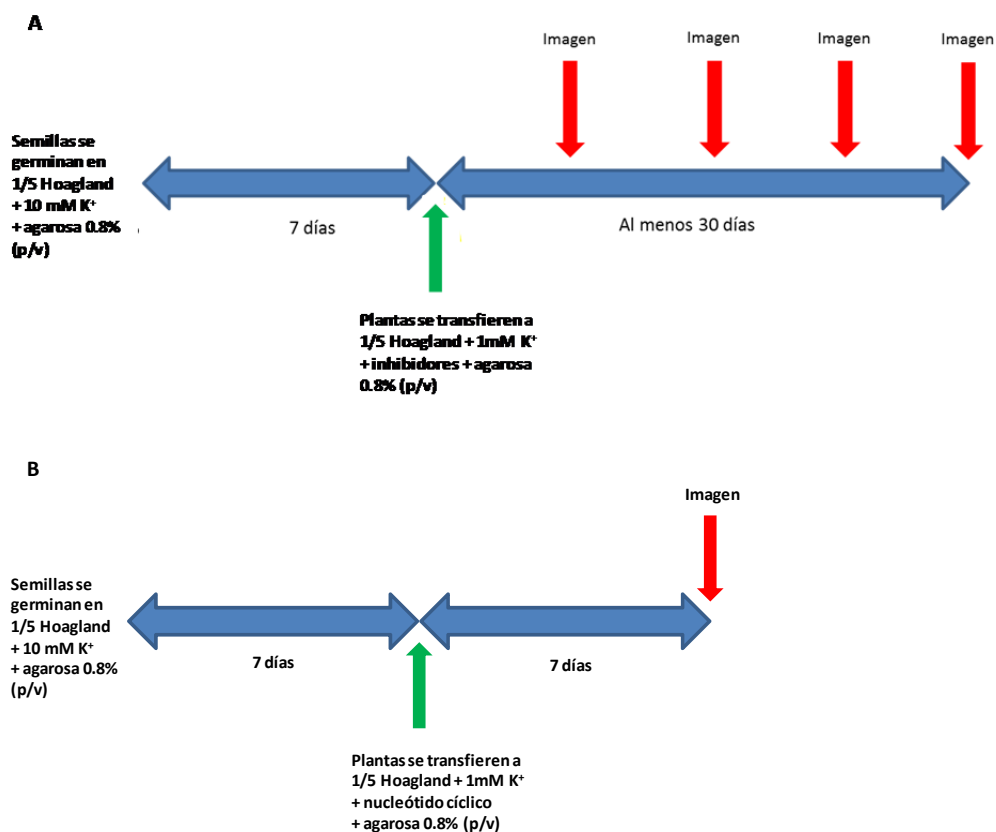 A
Imagen Imagen Imagen Imagen
Semillas se
germinan en
1/5 Hoagland
+ 10 mM K⁺
+ agarosa 0.8%
(p/v)
7 días
Al menos 30 días
Plantas se transfieren a
1/5 Hoagland + 1mM K⁺
+ inhibidores + agarosa
0.8% (p/v)
B
Imagen
Semillas se
germinan en
1/5 Hoagland
+ 10 mM K⁺
+ agarosa 0.8%
(p/v)
7 días
7 días
Plantas se transfieren a
1/5 Hoagland + 1mM K⁺
+ nucleótido cíclico
+ agarosa 0.8% (p/v)